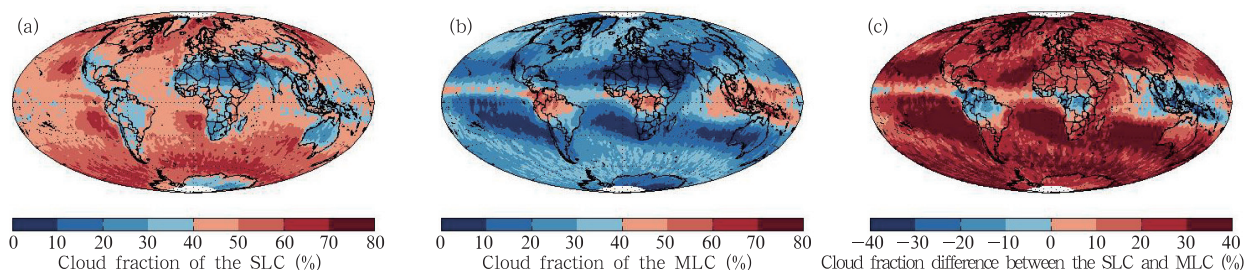 (a)
(b)
(c)
0 10 20 30 40 50 60 70 80
Cloud fraction of the SLC (%)
0 10 20 30 40 50 60 70 80
Cloud fraction of the MLC (%)
−40 −30 −20 −10 0 10 20 30 40
Cloud fraction difference between the SLC and MLC (%)